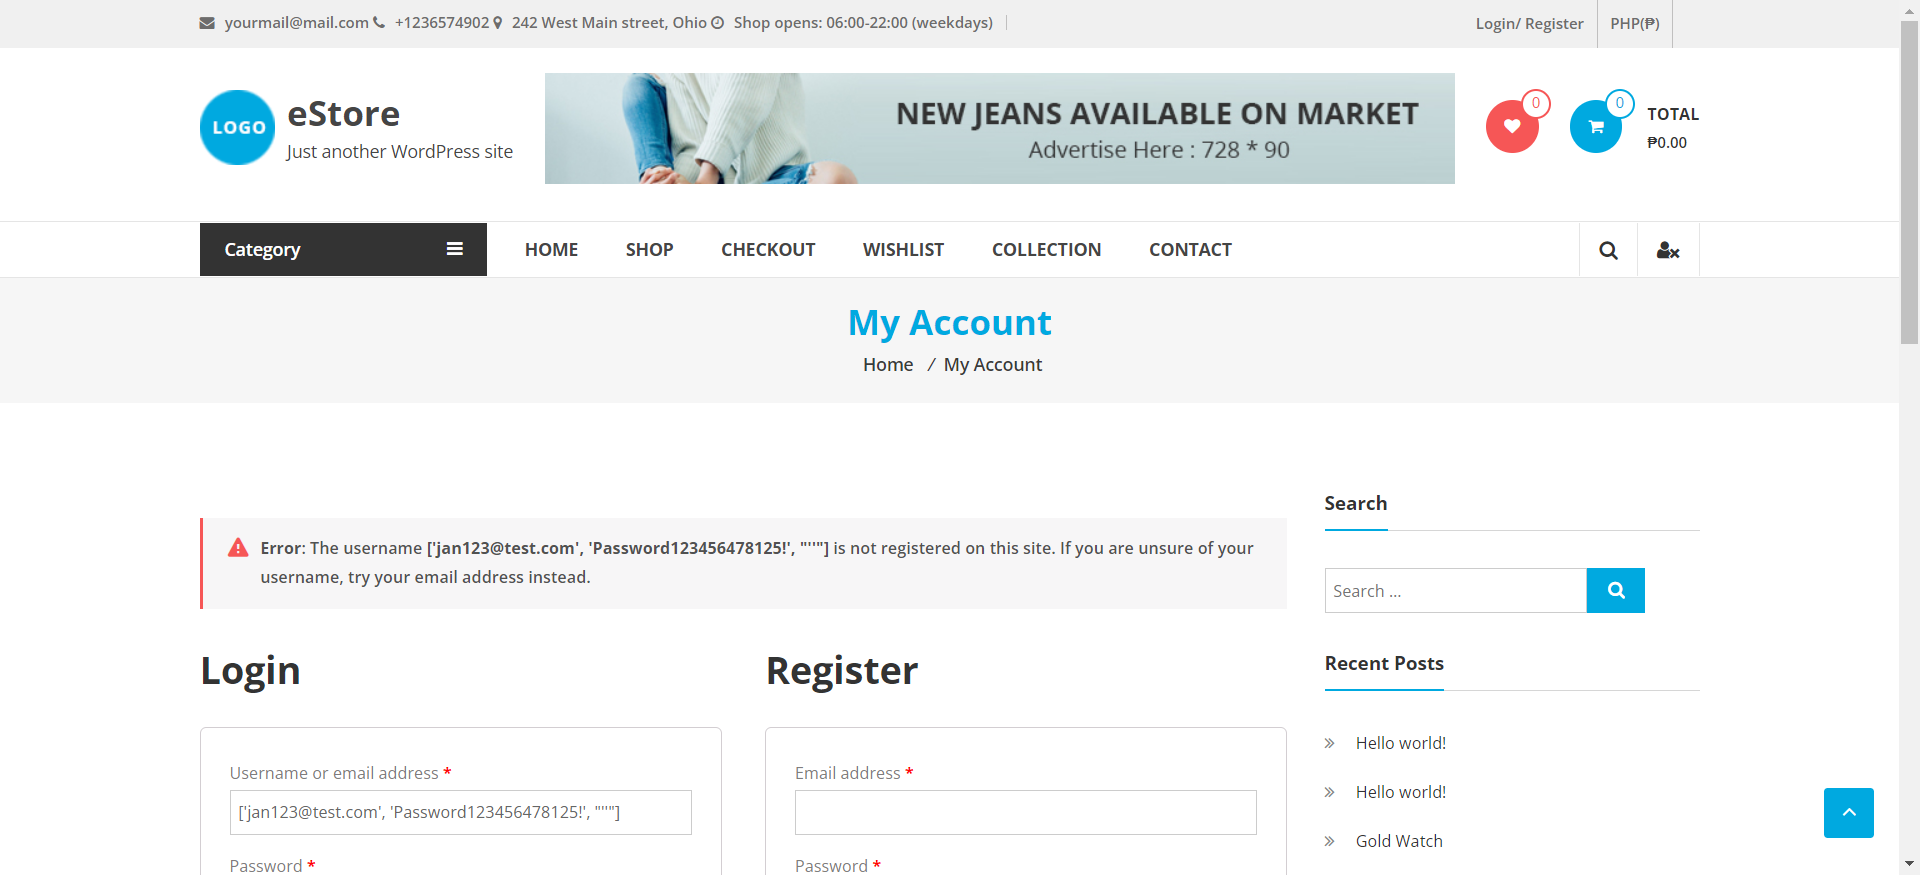 yourmail@mail.com +1236574902 242 West Main street, Ohio Shop opens: 06:00-22:00 (weekdays)
Login/ Register PHP(₱)
LOGO
eStore
Just another WordPress site
NEW JEANS AVAILABLE ON MARKET
Advertise Here : 728 * 90
0
0
TOTAL
₱0.00
Category
HOME SHOP CHECKOUT WISHLIST COLLECTION CONTACT
My Account
Home / My Account
Error: The username ['jan123@test.com', 'Password123456478125!', "'''"] is not registered on this site. If you are unsure of your
username, try your email address instead.
Login
Username or email address *
['jan123@test.com', 'Password123456478125!', "'''"]
Password *
Register
Email address *
Password *
Search
Search ...
Recent Posts
Hello world!
Hello world!
Gold Watch